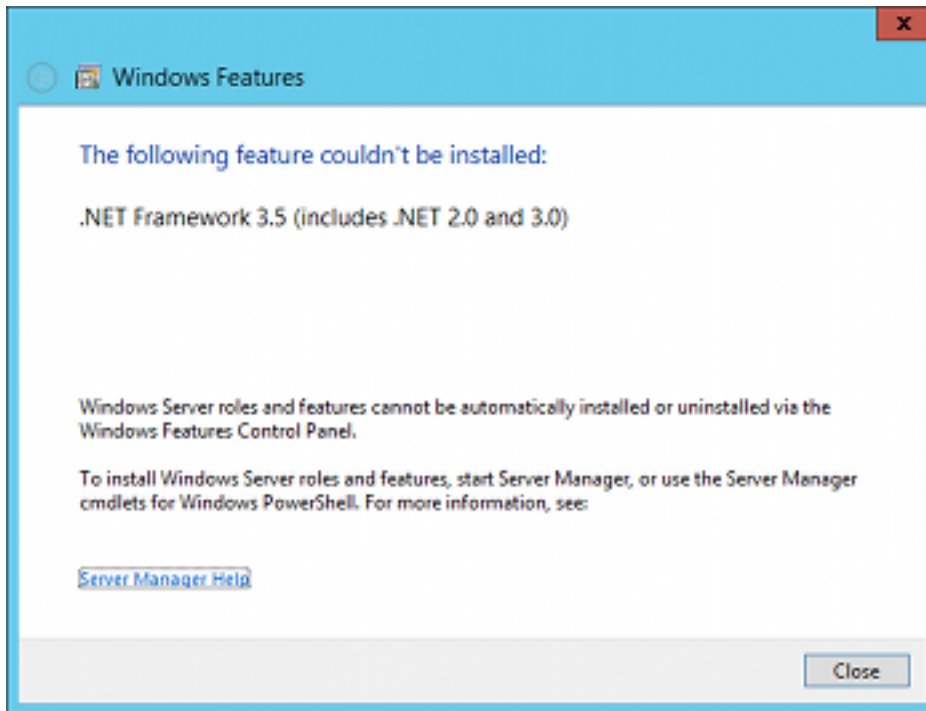 x
Windows Features
The following feature couldn't be installed:
.NET Framework 3.5 (includes .NET 2.0 and 3.0)
Windows Server roles and features cannot be automatically installed or uninstalled via the
Windows Features Control Panel.
To install Windows Server roles and features, start Server Manager, or use the Server Manager
cmdlets for Windows PowerShell. For more information, see:
Server Manager Help
Close